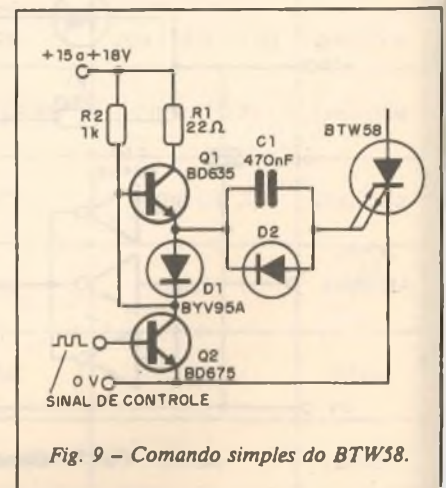 +15 a +18V
R2
1k
R1
22Ω
Q1
BD635
C1
470nF
BTW58
D2
D1
BYV95A
Q2
BD675
0 V
SINAL DE CONTROLE
Fig. 9 – Comando simples do BTW58.